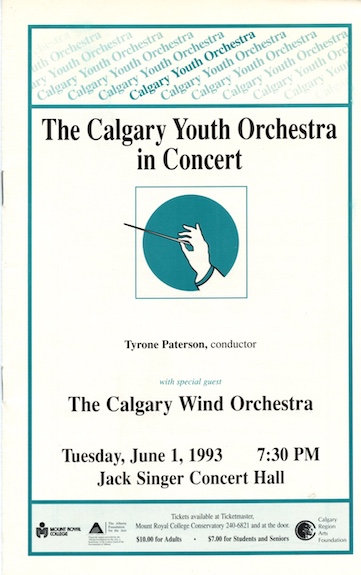 Calgary Youth Orchestra
The Calgary Youth Orchestra
in Concert
Tyrone Paterson, conductor
with special guest
The Calgary Wind Orchestra
Tuesday, June 1, 1993 7:30 PM
Jack Singer Concert Hall
Tickets available at Ticketmaster,
Mount Royal College Conservatory 240-6821 and at the door.
$10.00 for Adults • $7.00 for Students and Seniors
MOUNT ROYAL
COLLEGE
The Alberta
Foundation
for the Arts
Calgary
Region
Arts
Foundation